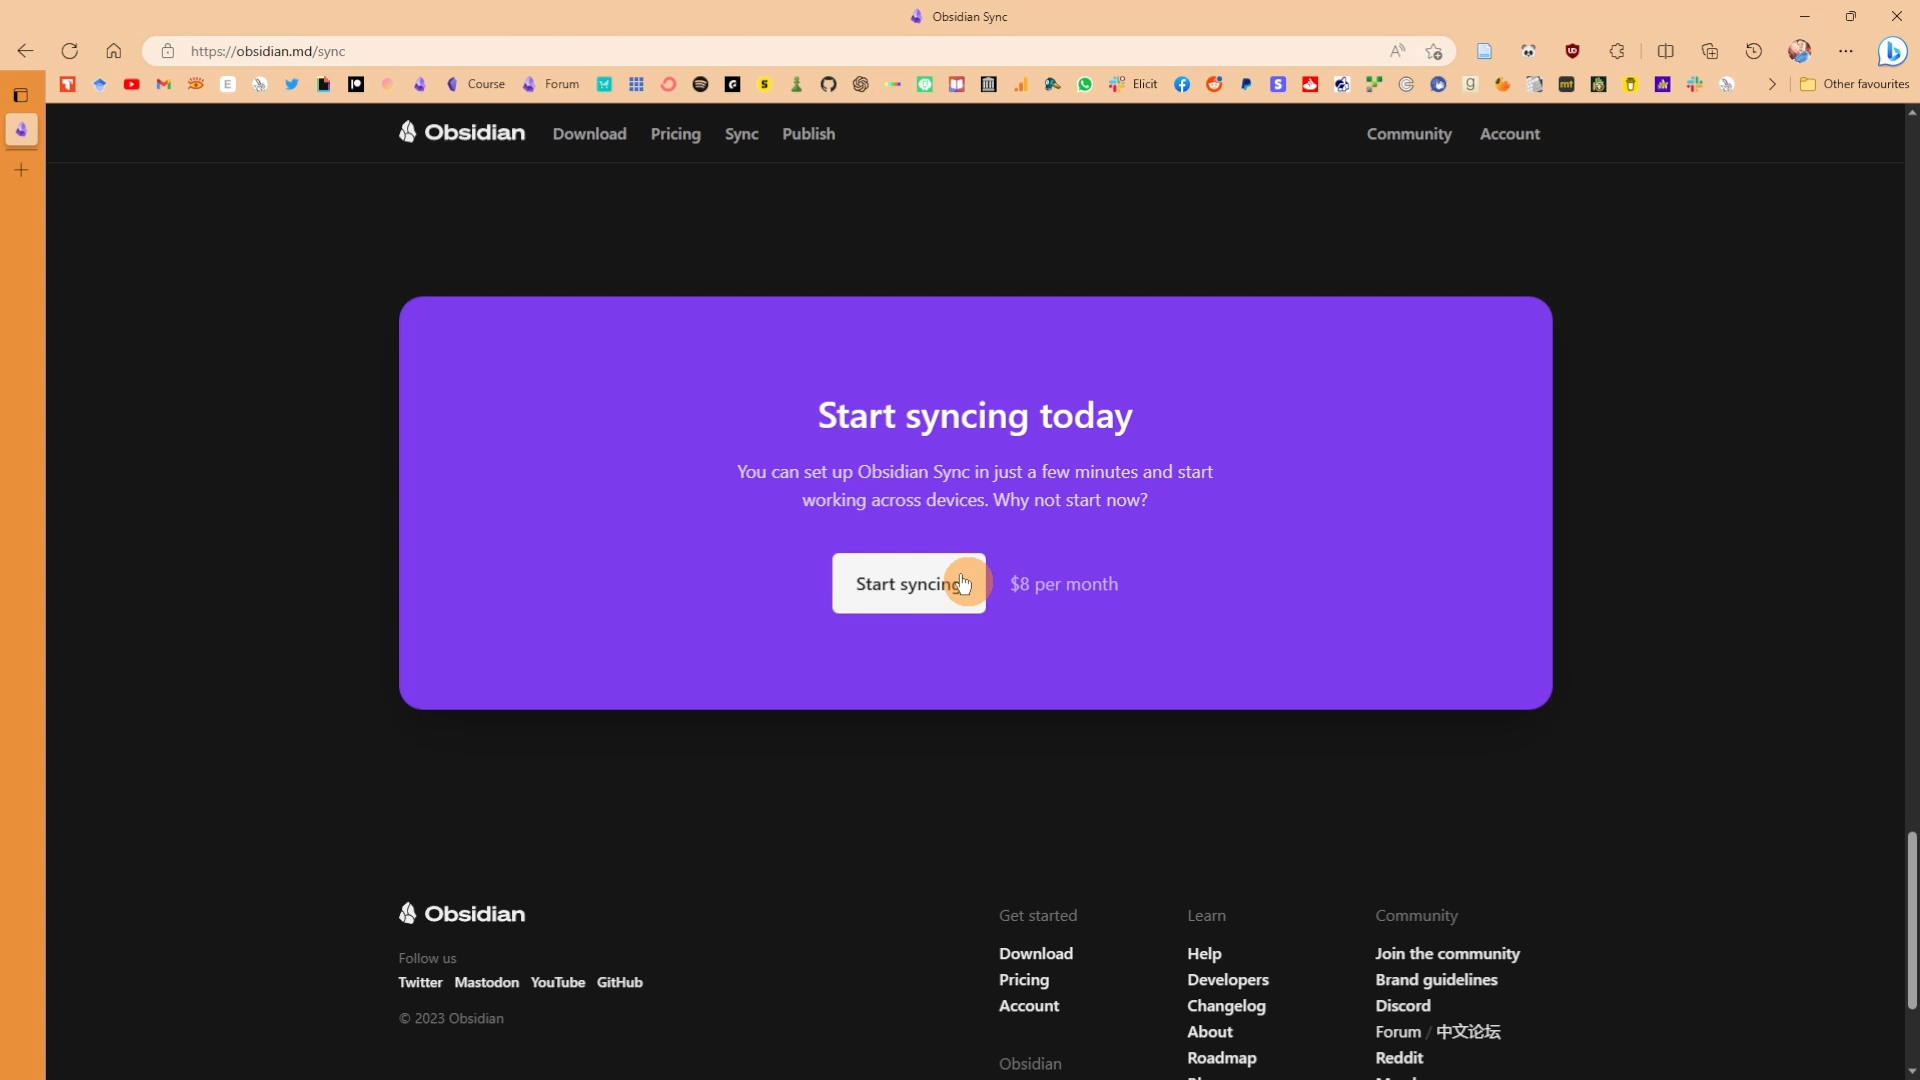 Obsidian Sync
https://obsidian.md/sync
Course
Forum
Elicit
Other favourites
Obsidian
Download
Pricing
Sync
Publish
Community
Account
Start syncing today
You can set up Obsidian Sync in just a few minutes and start
working across devices. Why not start now?
Start syncing
$8 per month
Obsidian
Follow us
Twitter Mastodon YouTube GitHub
© 2023 Obsidian
Get started
Download
Pricing
Account
Obsidian
Learn
Help
Developers
Changelog
About
Roadmap
Community
Join the community
Brand guidelines
Discord
Forum / 中文论坛
Reddit